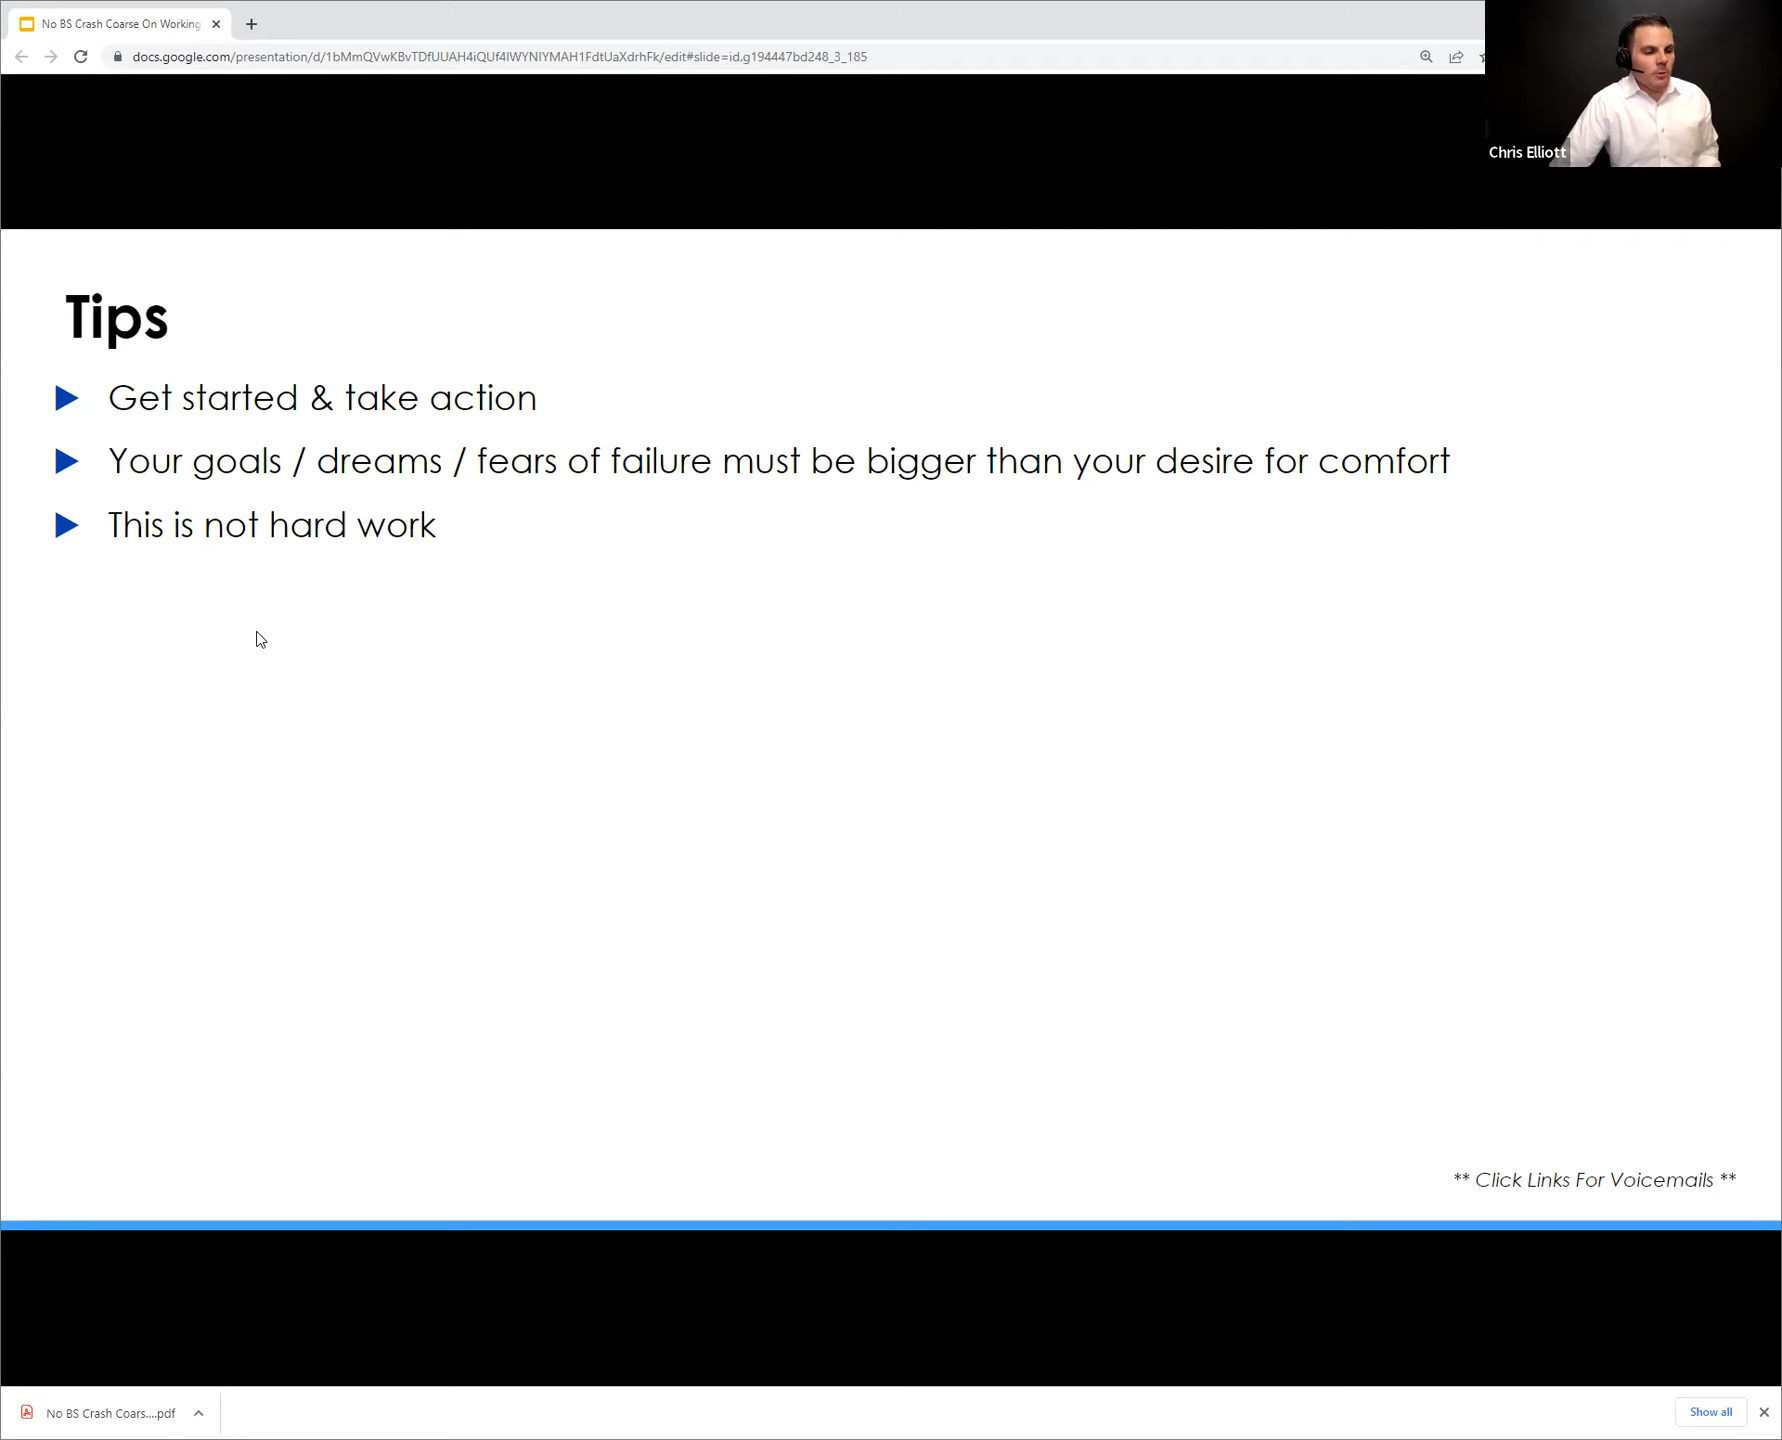 No BS Crash Coarse On Working
docs.google.com/presentation/d/1bMmQVwKBvTDfUUAH4iQUf4IWYNIYMAH1FdtUaXdrhFk/edit#slide=id.g194447bd248_3_185
Chris Elliott
Tips
Get started & take action
Your goals / dreams / fears of failure must be bigger than your desire for comfort
This is not hard work
** Click Links For Voicemails **
No BS Crash Coars....pdf
Show all